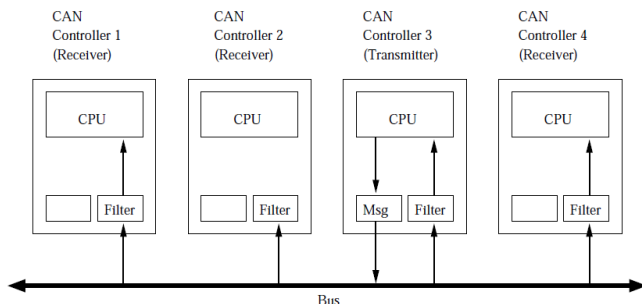 CAN
Controller 1
(Receiver)
CAN
Controller 2
(Receiver)
CAN
Controller 3
(Transmitter)
CAN
Controller 4
(Receiver)
CPU
CPU
CPU
CPU
Filter
Filter
Msg
Filter
Filter
Bus